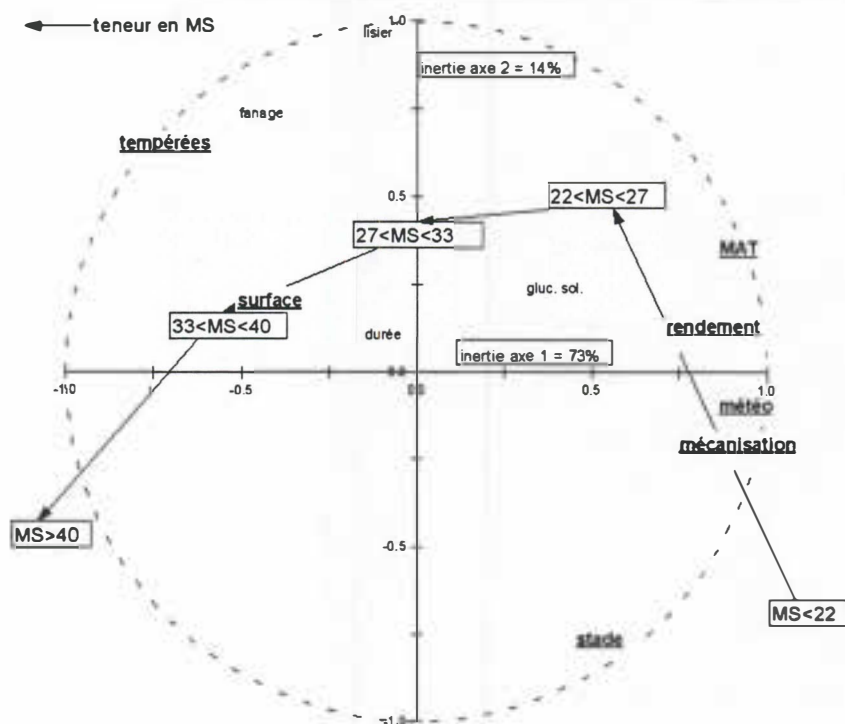 teneur en MS
1.0
lisier
inertie axe 2 = 14%
fanage
tempérées
0.5
22<MS<27
27<MS<33
MAT
gluc. sol.
surface
33<MS<40
durée
rendement
inertie axe 1 = 73%
-0.5
0.5
1.0
météo
mécanisation
MS>40
-0.5
MS<22
stade
-1.0